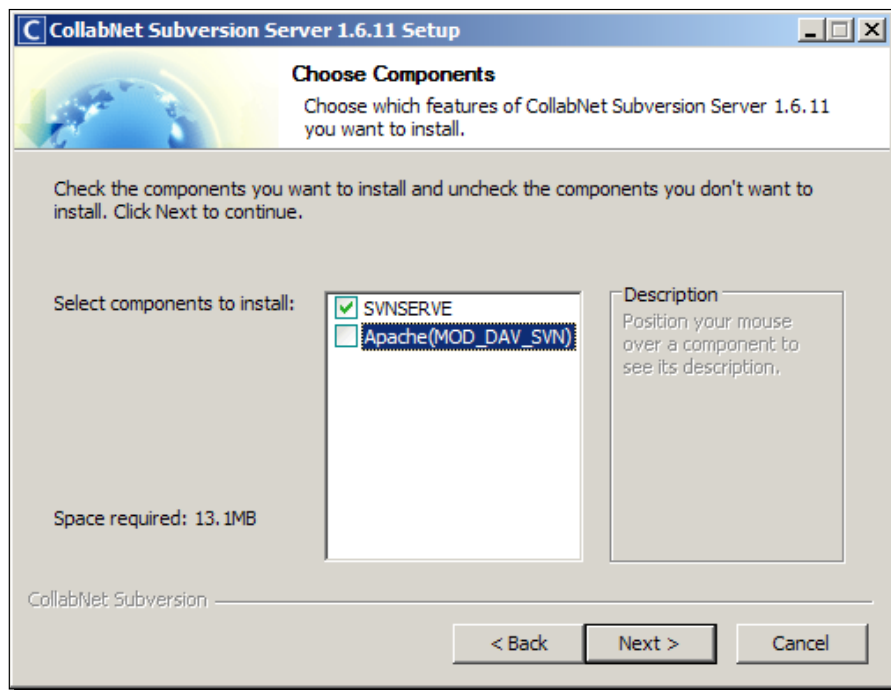 C CollabNet Subversion Server 1.6.11 Setup
Choose Components
Choose which features of CollabNet Subversion Server 1.6.11
you want to install.
Check the components you want to install and uncheck the components you don't want to
install. Click Next to continue.
Select components to install:
SVNSERVE
Apache(MOD_DAV_SVN)
Description
Position your mouse
over a component to
see its description.
Space required: 13.1MB
CollabNet Subversion
< Back
Next >
Cancel